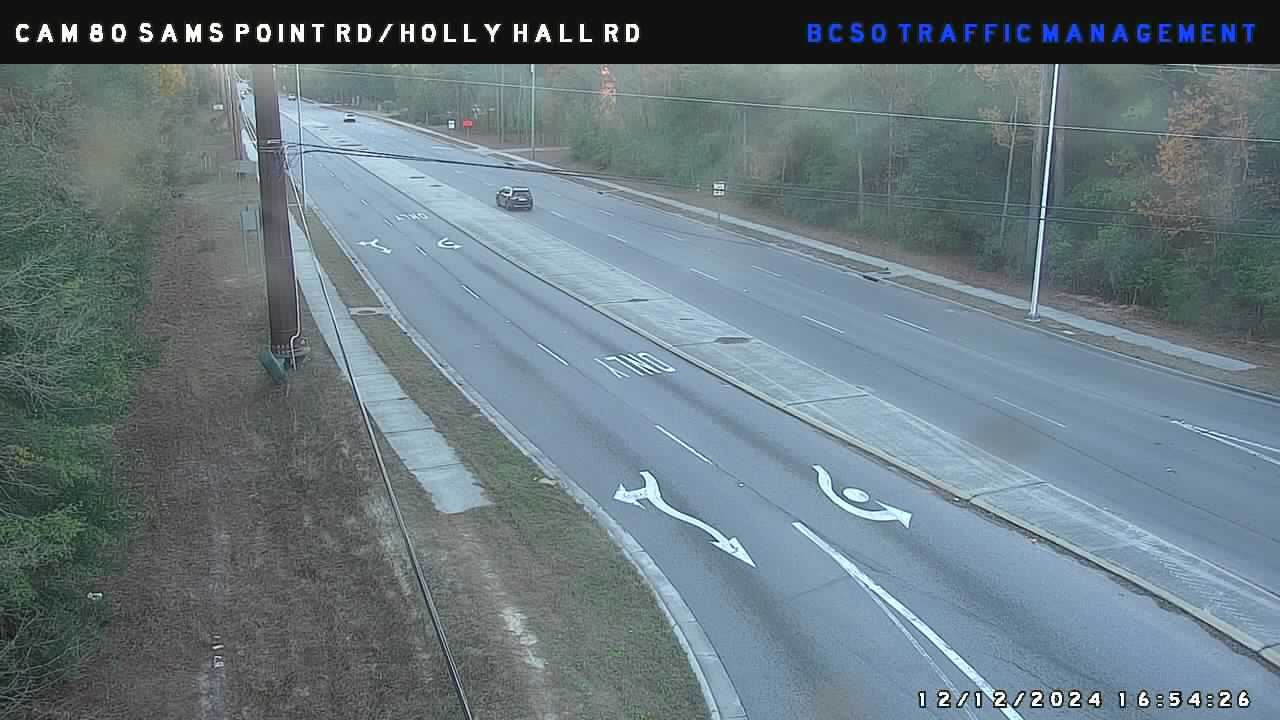 CAM 80 SAMS POINT RD/HOLLY HALL RD
BCSO TRAFFIC MANAGEMENT
ONLY
ONLY
12/12/2024 16:54:26